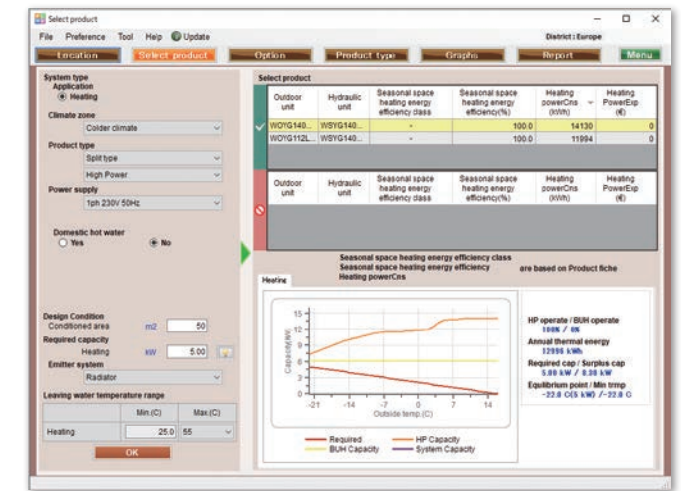 Select product
File Preference Tool Help Update District : Europe
Location Select product Option Product type Graphs Report Menu
System type
Application
Heating
Climate zone
Colder climate
Product type
Split type
High Power
Power supply
1ph 230V 50Hz
Domestic hot water
Yes No
Design Condition
Conditioned area m2 50
Required capacity
Heating kW 5.00
Emitter system
Radiator
Leaving water temperature range
Min.(C) Max.(C)
Heating 25.0 55
OK
Select product
Outdoor unit Hydraulic unit Seasonal space heating energy efficiency class Seasonal space heating energy efficiency(%) Heating powerCns (kWh) Heating PowerExp (€)
WOYG140... WSYG140... - 100.0 14130 0
WOYG112L... WSYG140... - 100.0 11994 0
Outdoor unit Hydraulic unit Seasonal space heating energy efficiency class Seasonal space heating energy efficiency(%) Heating powerCns (kWh) Heating PowerExp (€)
Seasonal space heating energy efficiency class
Seasonal space heating energy efficiency are based on Product fiche
Heating powerCns
Heating
Capacity(kW)
15
9
3
0
-21 -14 -7 0 7 14
Outside temp.(C)
Required HP Capacity
BUH Capacity System Capacity
HP operate / BUH operate
100% / 0%
Annual thermal energy
12996 kWh
Required cap / Surplus cap
Equilibrium point / Min trmp
-22.0 C(5 kW) /-22.0 C